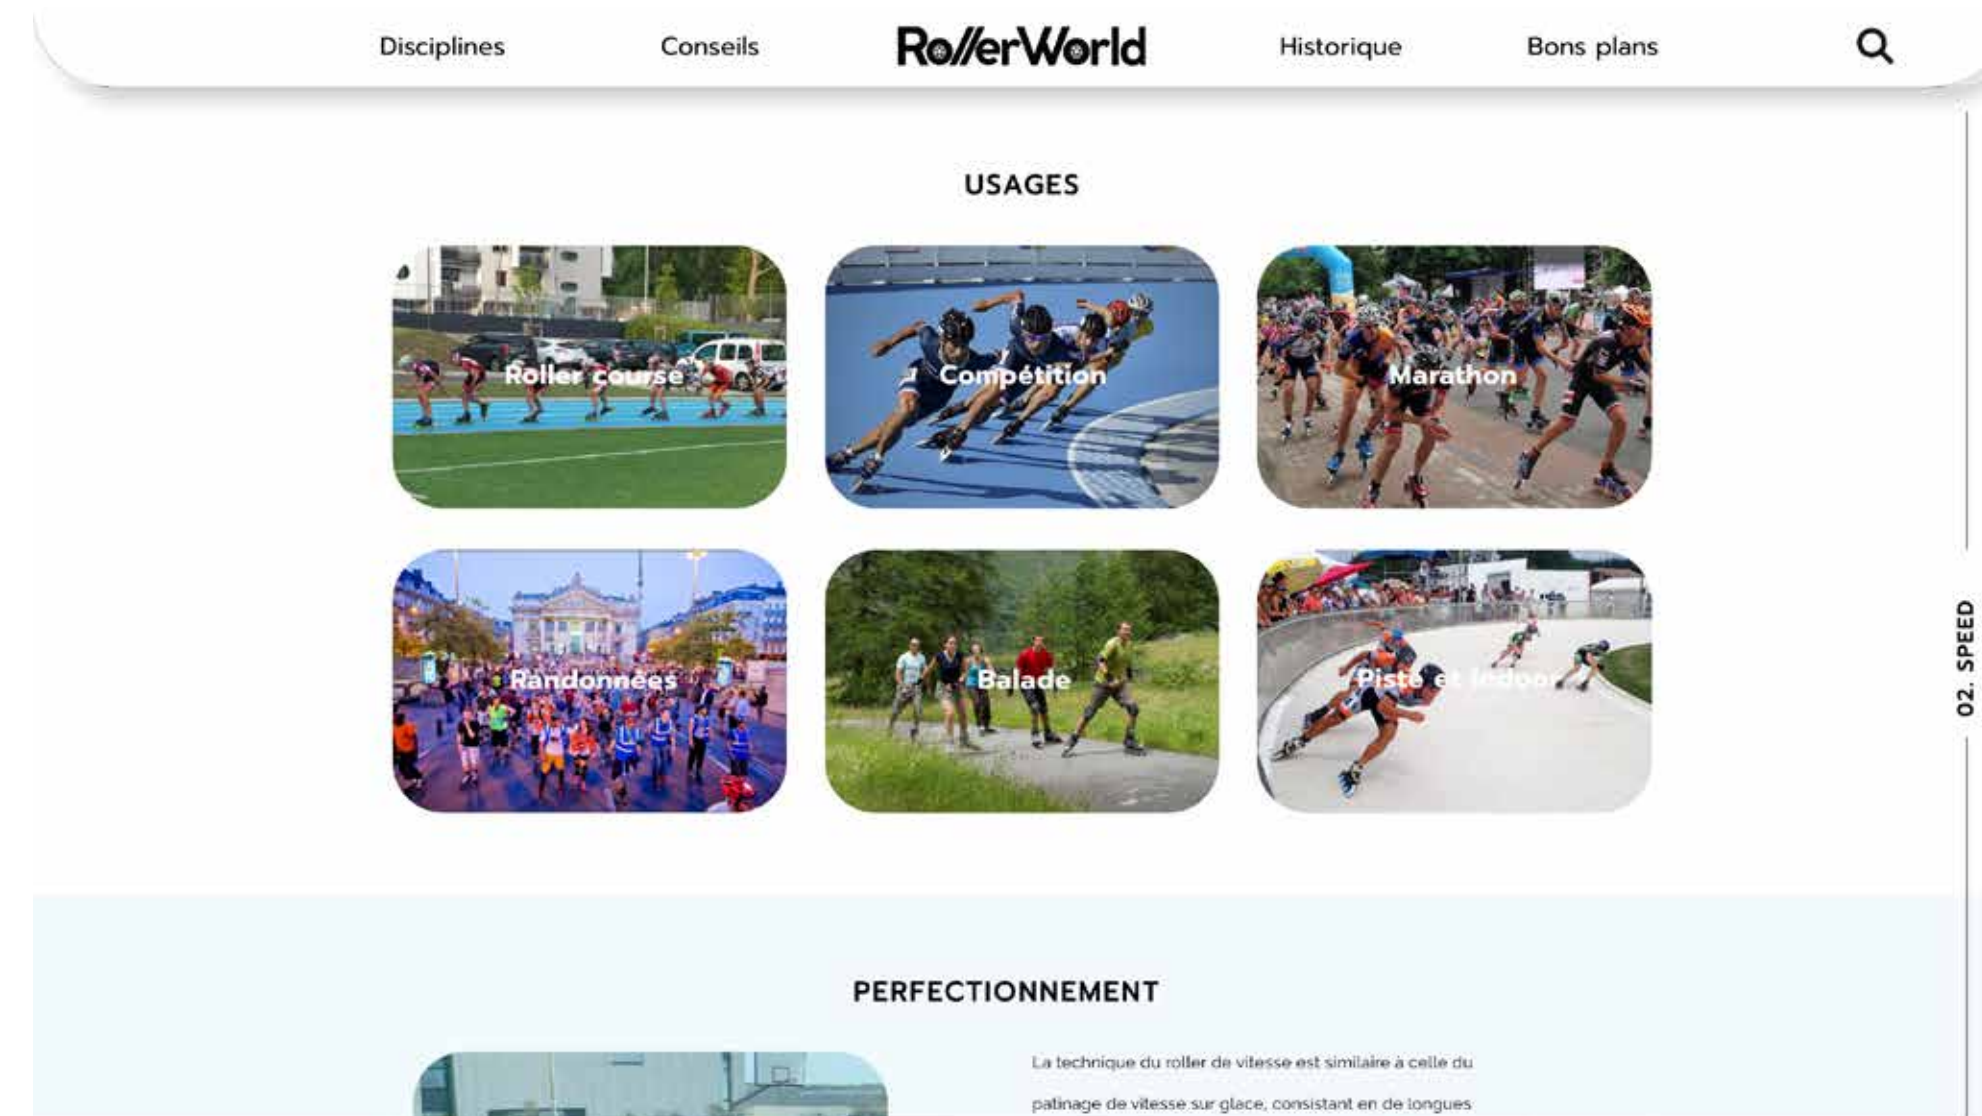 Disciplines
Conseils
RollerWorld
Historique
Bons plans
USAGES
Roller course
Compétition
Marathon
Randonnées
Balade
Piste et indoor
02. SPEED
PERFECTIONNEMENT
La technique du roller de vitesse est similaire à celle du
patinage de vitesse sur glace, consistant en de longues